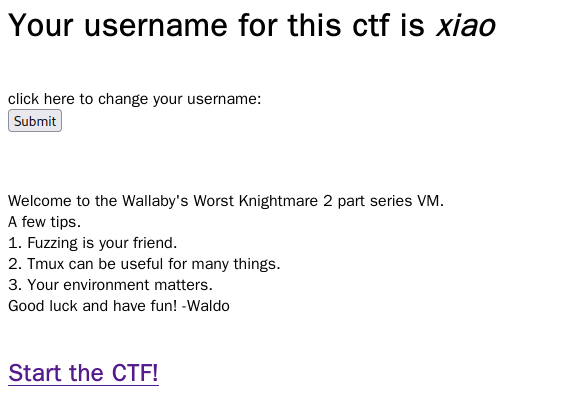 Your username for this ctf is xiao
click here to change your username:
Submit
Welcome to the Wallaby's Worst Knightmare 2 part series VM.
A few tips.
1. Fuzzing is your friend.
2. Tmux can be useful for many things.
3. Your environment matters.
Good luck and have fun! -Waldo
Start the CTF!